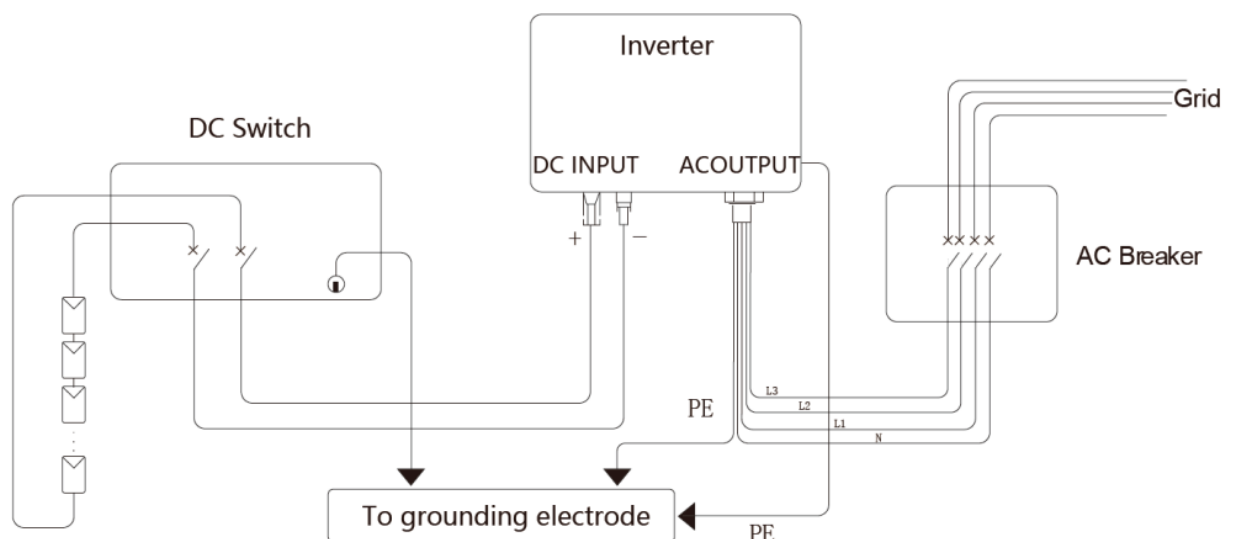 Inverter
Grid
DC Switch
DC INPUT
ACOUTPUT
+
−
AC Breaker
L3
PE
L2
L1
N
To grounding electrode
PE